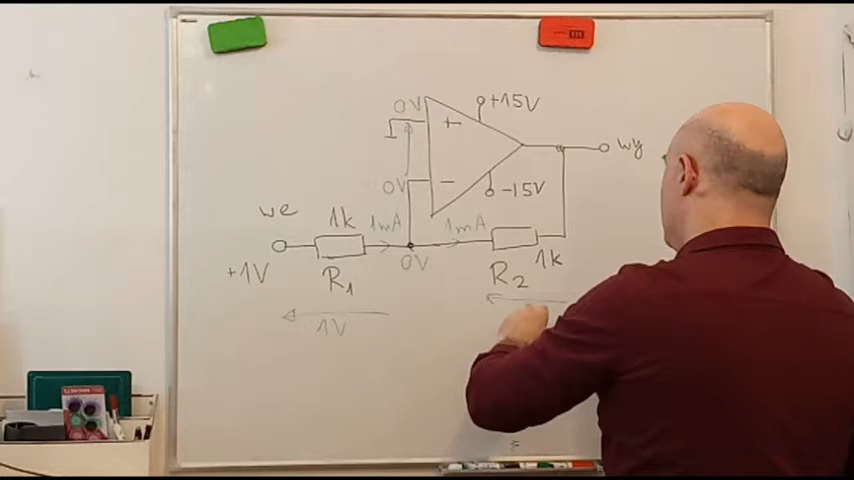 0V
+15V
+
wy
0V
-
-15V
we
1k
1mA
1mA
+1V
R1
0V
R2
1k
1V